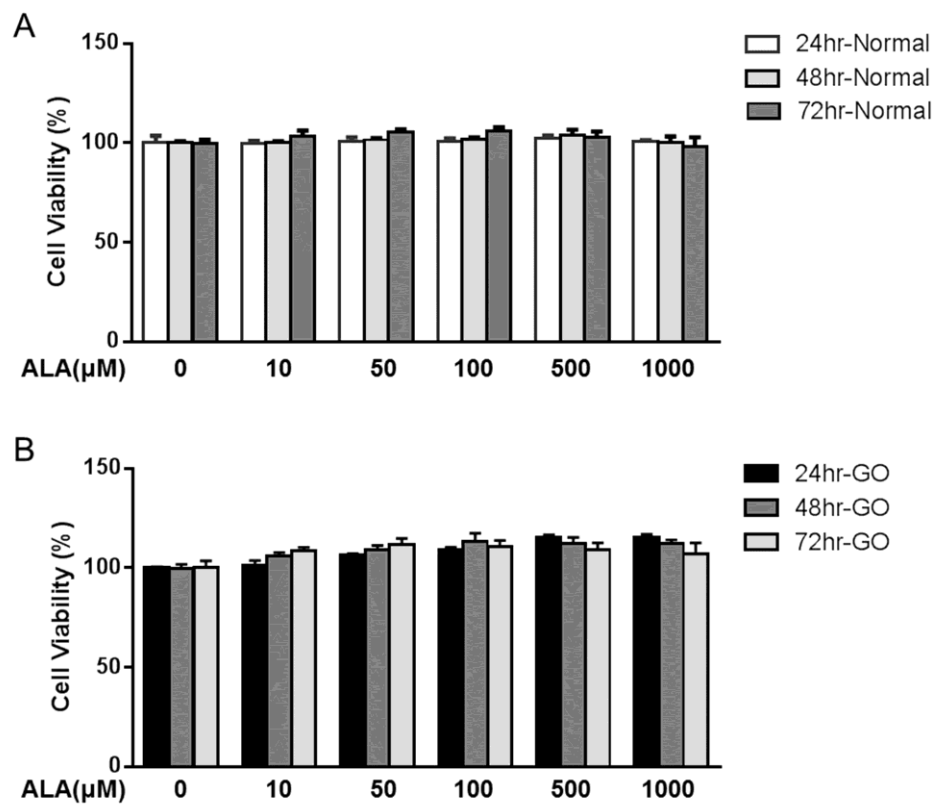 A
150
100
50
0
Cell Viability (%)
24hr-Normal
48hr-Normal
72hr-Normal
ALA(μM) 0 10 50 100 500 1000
B
150
100
50
0
Cell Viability (%)
24hr-GO
48hr-GO
72hr-GO
ALA(μM) 0 10 50 100 500 1000